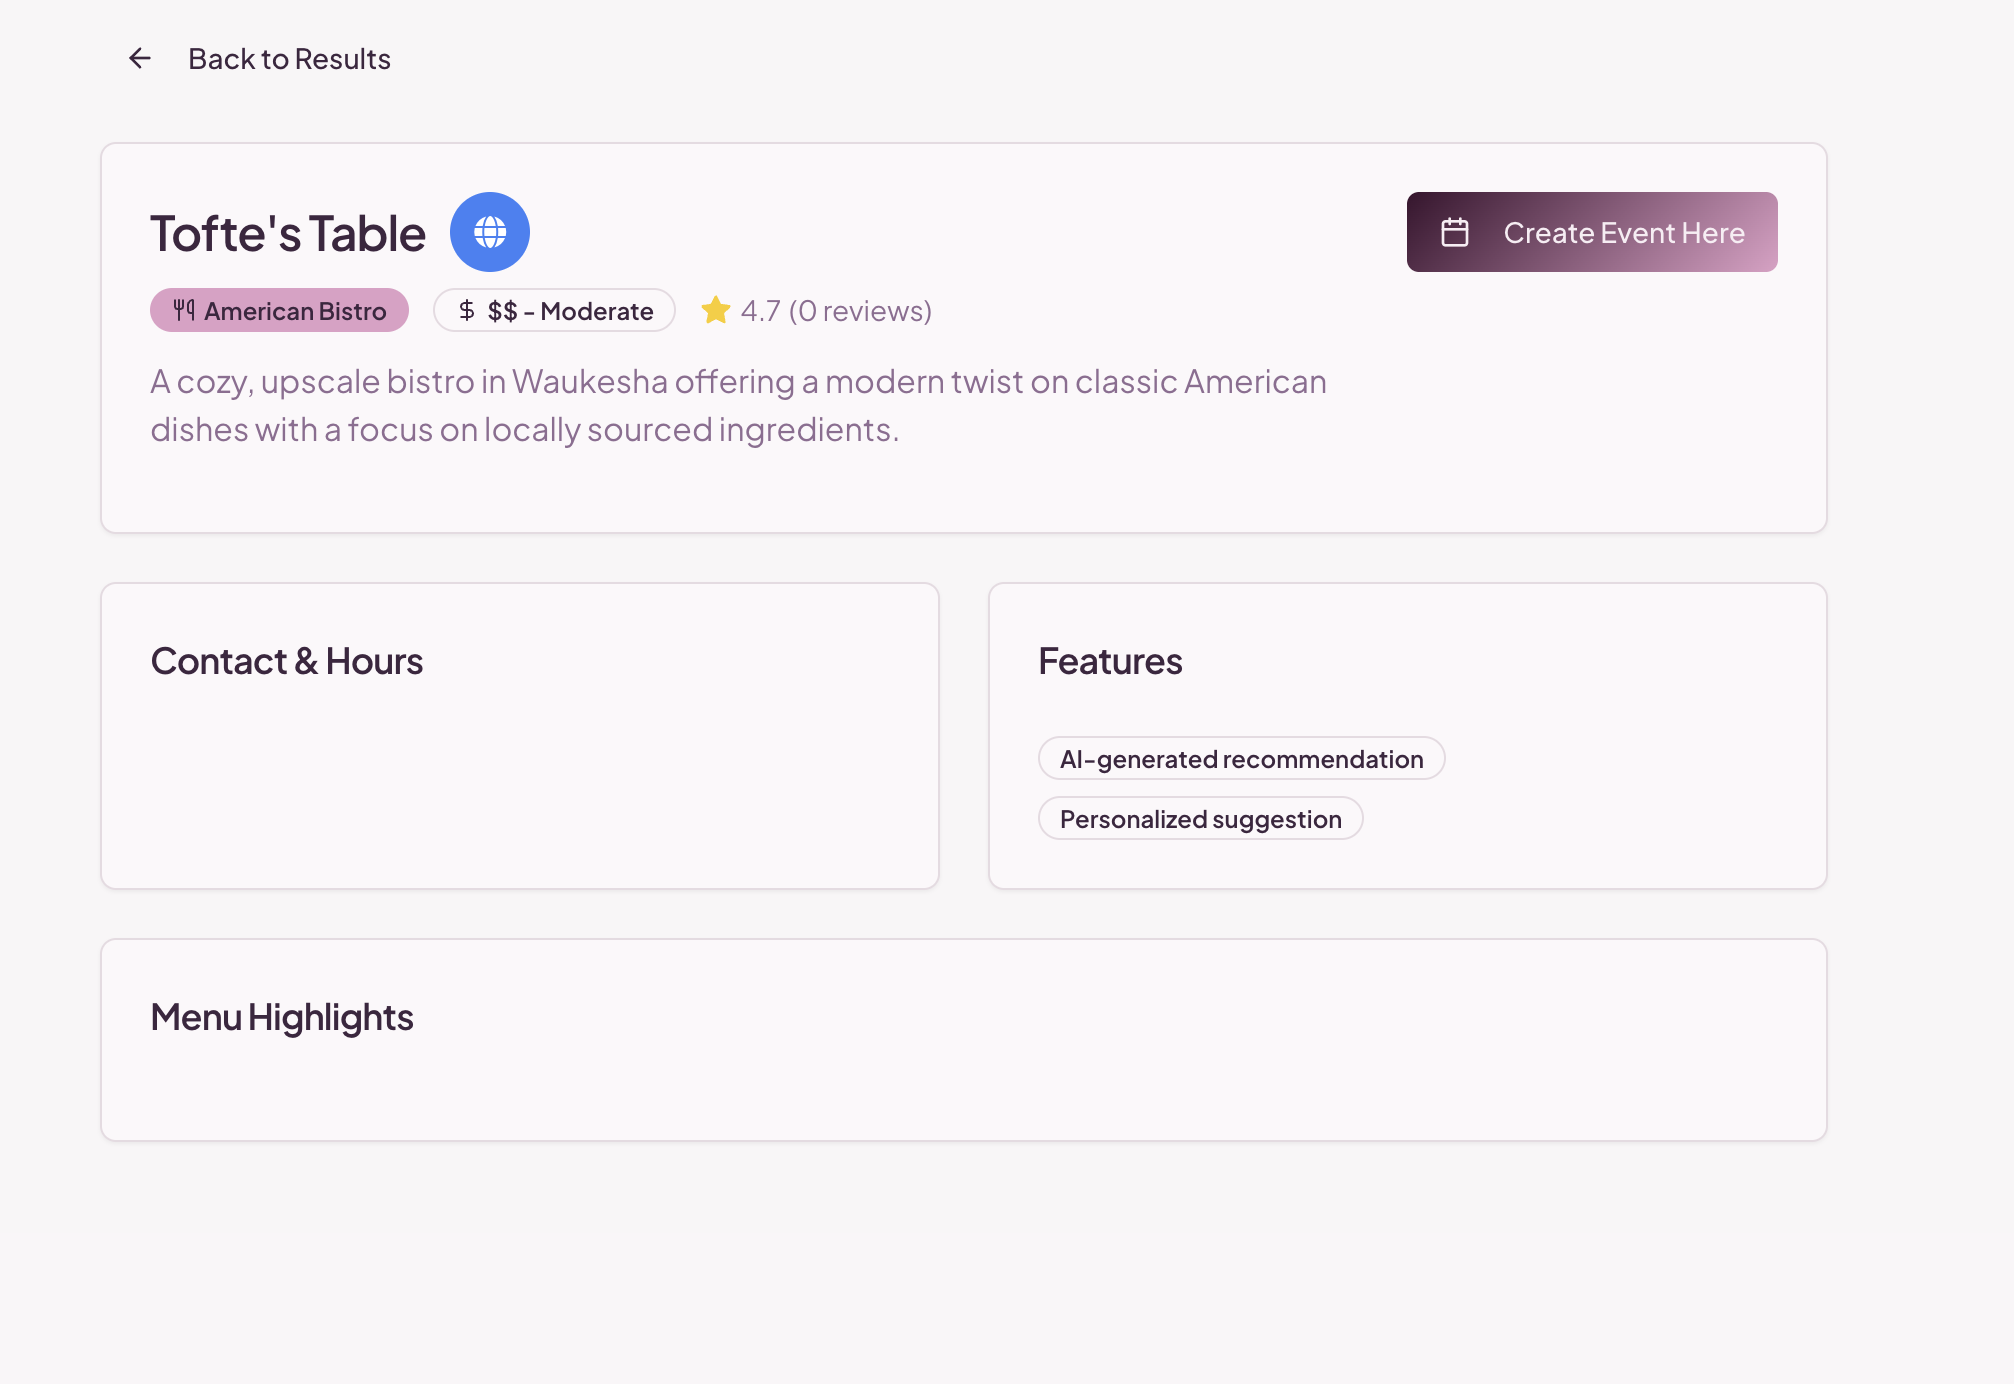 Back to Results
Tofte's Table
Create Event Here
American Bistro
$$ - Moderate
4.7 (0 reviews)
A cozy, upscale bistro in Waukesha offering a modern twist on classic American
dishes with a focus on locally sourced ingredients.
Contact & Hours
Features
AI-generated recommendation
Personalized suggestion
Menu Highlights